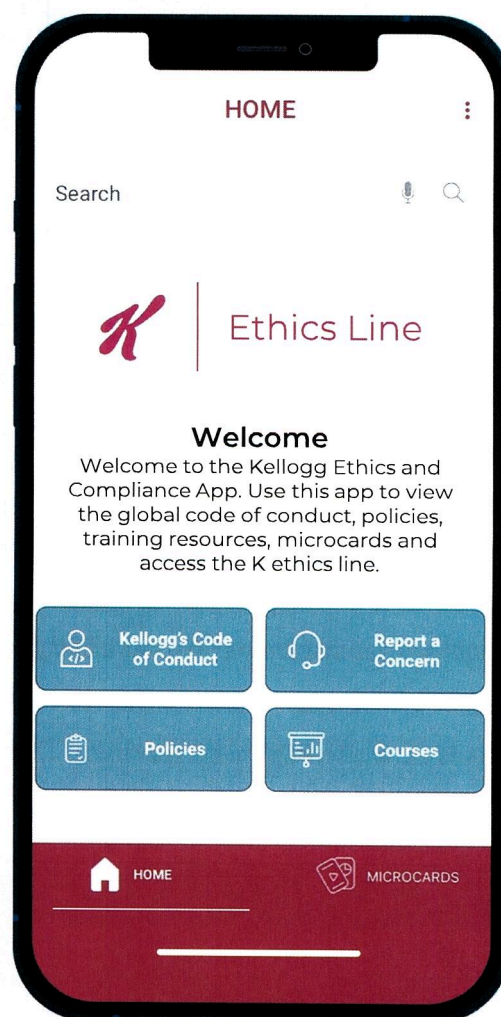 HOME
Search
K
Ethics Line
Welcome
Welcome to the Kellogg Ethics and
Compliance App. Use this app to view
the global code of conduct, policies,
training resources, microcards and
access the K ethics line.
Kellogg's Code
of Conduct
Report a
Concern
Policies
Courses
HOME
MICROCARDS